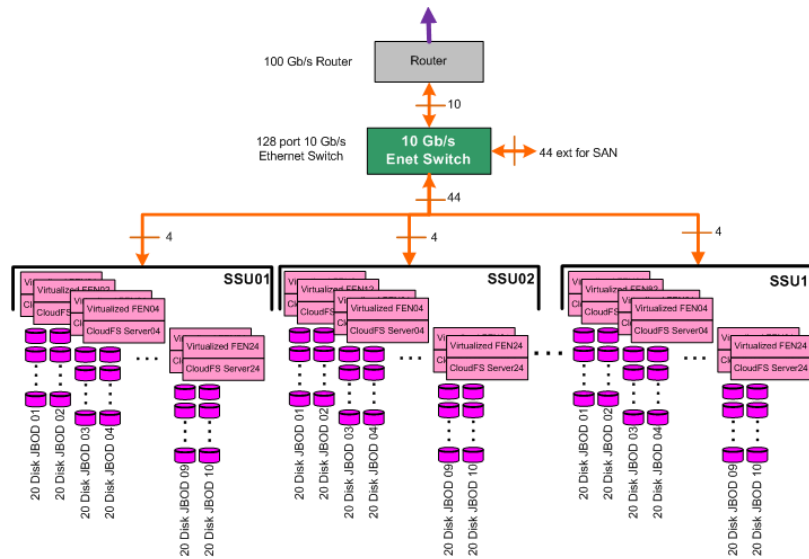 100 Gb/s Router
Router
10
128 port 10 Gb/s
Ethernet Switch
10 Gb/s
Enet Switch
44 ext for SAN
44
4
4
4
SSU01
Virtualized FEN04
CloudFS Server04
...
Virtualized FEN24
CloudFS Server24
20 Disk JBOD 01
20 Disk JBOD 02
20 Disk JBOD 03
20 Disk JBOD 04
20 Disk JBOD 09
20 Disk JBOD 10
SSU02
Virtualized FEN04
CloudFS Server04
...
Virtualized FEN24
CloudFS Server24
20 Disk JBOD 01
20 Disk JBOD 02
20 Disk JBOD 03
20 Disk JBOD 04
20 Disk JBOD 09
20 Disk JBOD 10
...
SSU1
Virtualized FEN04
CloudFS Server04
...
Virtualized FEN24
CloudFS Server24
20 Disk JBOD 01
20 Disk JBOD 02
20 Disk JBOD 03
20 Disk JBOD 04
20 Disk JBOD 09
20 Disk JBOD 10